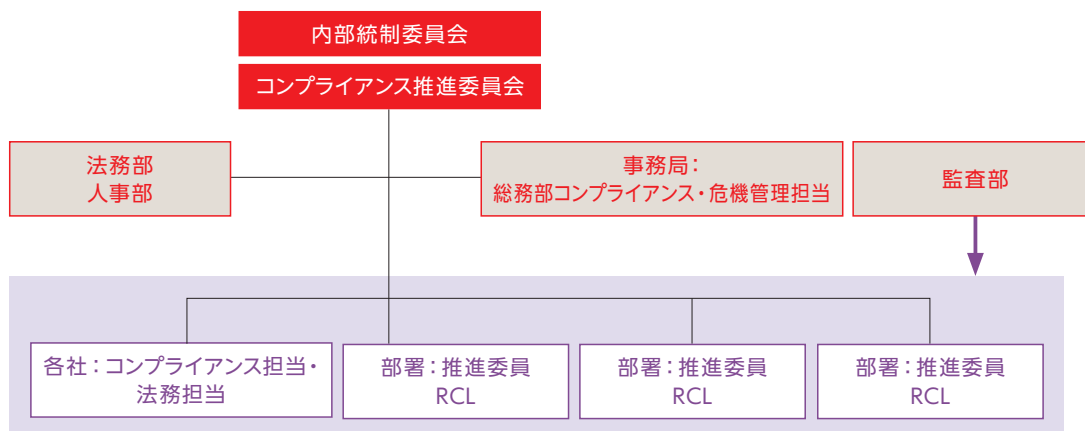 内部統制委員会
コンプライアンス推進委員会
法務部
人事部
事務局：
総務部コンプライアンス・危機管理担当
監査部
各社：コンプライアンス担当・
法務担当
部署：推進委員
RCL
部署：推進委員
RCL
部署：推進委員
RCL